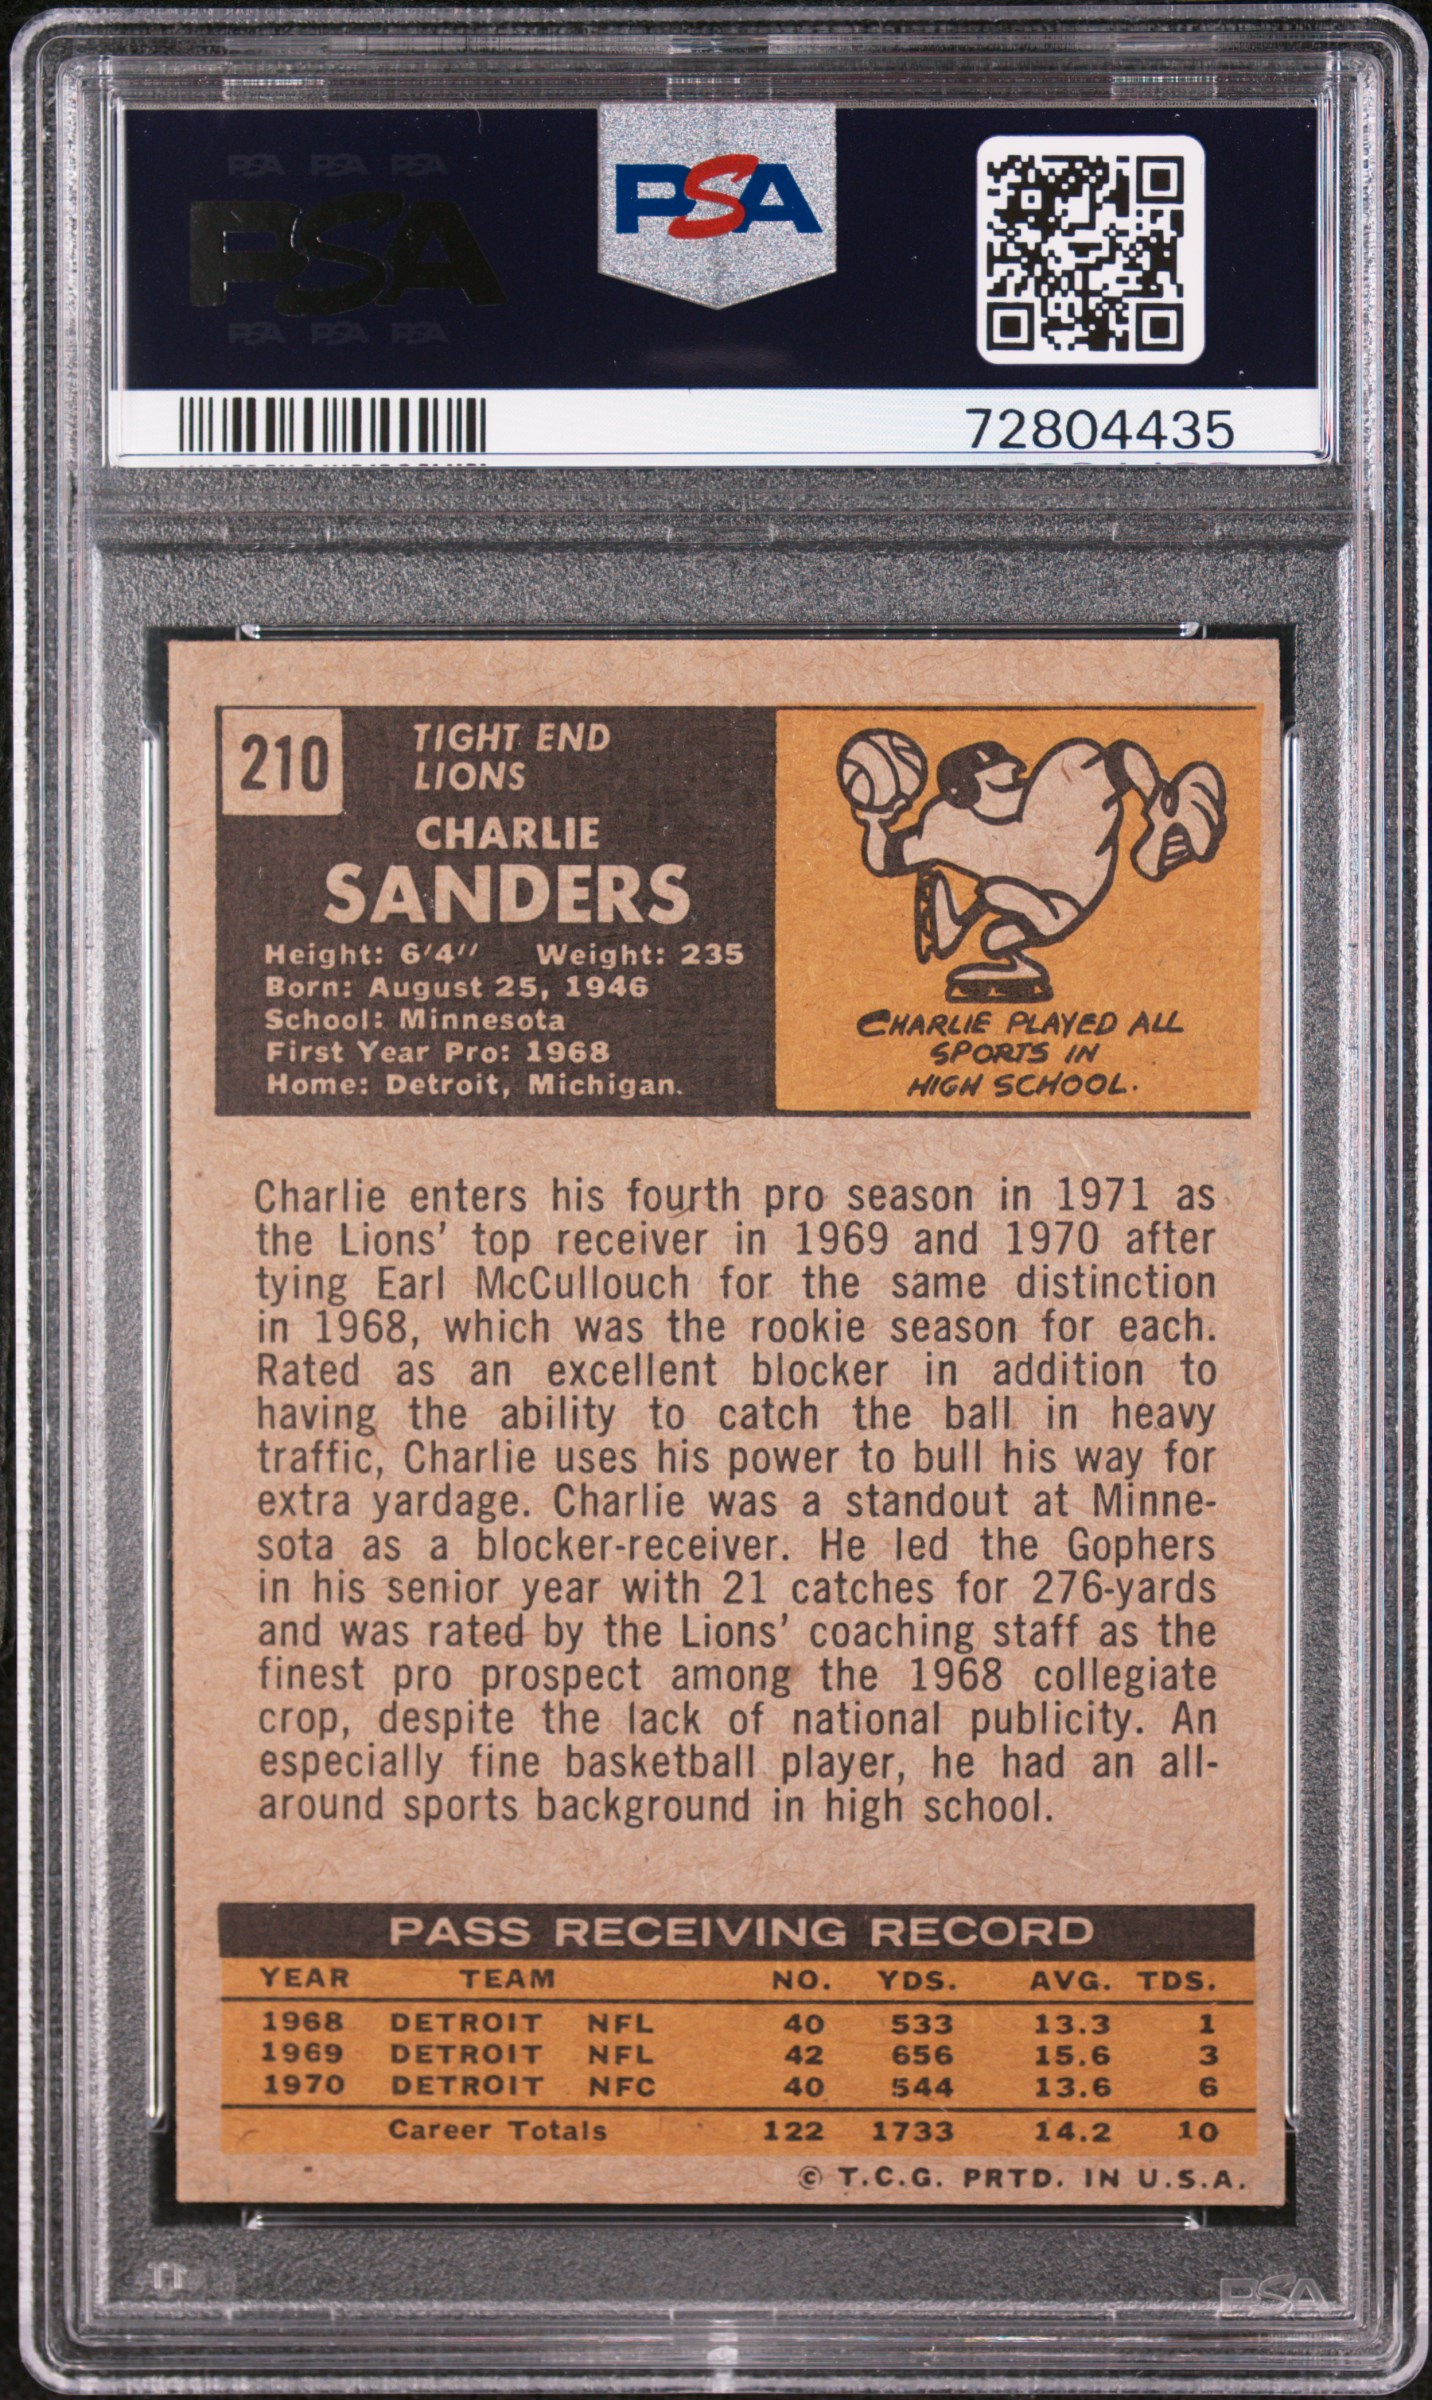 PSA PSA PSA
PSA
PSA PSA PSA
PSA
72804435
210
TIGHT END
LIONS
CHARLIE
SANDERS
Height: 6'4'' Weight: 235
Born: August 25, 1946
School: Minnesota
First Year Pro: 1968
Home: Detroit, Michigan.
CHARLIE PLAYED ALL
SPORTS IN
HIGH SCHOOL.
Charlie enters his fourth pro season in 1971 as
the Lions' top receiver in 1969 and 1970 after
tying Earl McCullouch for the same distinction
in 1968, which was the rookie season for each.
Rated as an excellent blocker in addition to
having the ability to catch the ball in heavy
traffic, Charlie uses his power to bull his way for
extra yardage. Charlie was a standout at Minne-
sota as a blocker-receiver. He led the Gophers
in his senior year with 21 catches for 276-yards
and was rated by the Lions' coaching staff as the
finest pro prospect among the 1968 collegiate
crop, despite the lack of national publicity. An
especially fine basketball player, he had an all-
around sports background in high school.
PASS RECEIVING RECORD
YEAR TEAM NO. YDS. AVG. TDS.
1968 DETROIT NFL 40 533 13.3 1
1969 DETROIT NFL 42 656 15.6 3
1970 DETROIT NFC 40 544 13.6 6
Career Totals 122 1733 14.2 10
© T.C.G. PRTD. IN U.S.A.
PSA